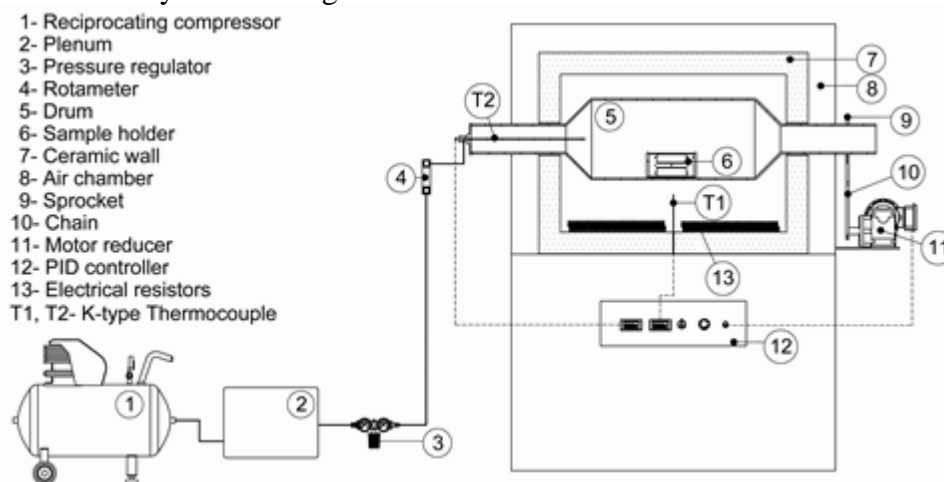 1- Reciprocating compressor
2- Plenum
3- Pressure regulator
4- Rotameter
5- Drum
6- Sample holder
7- Ceramic wall
8- Air chamber
9- Sprocket
10- Chain
11- Motor reducer
12- PID controller
13- Electrical resistors
T1, T2- K-type Thermocouple
7
8
T2
5
9
6
4
10
T1
11
13
12
1
2
3